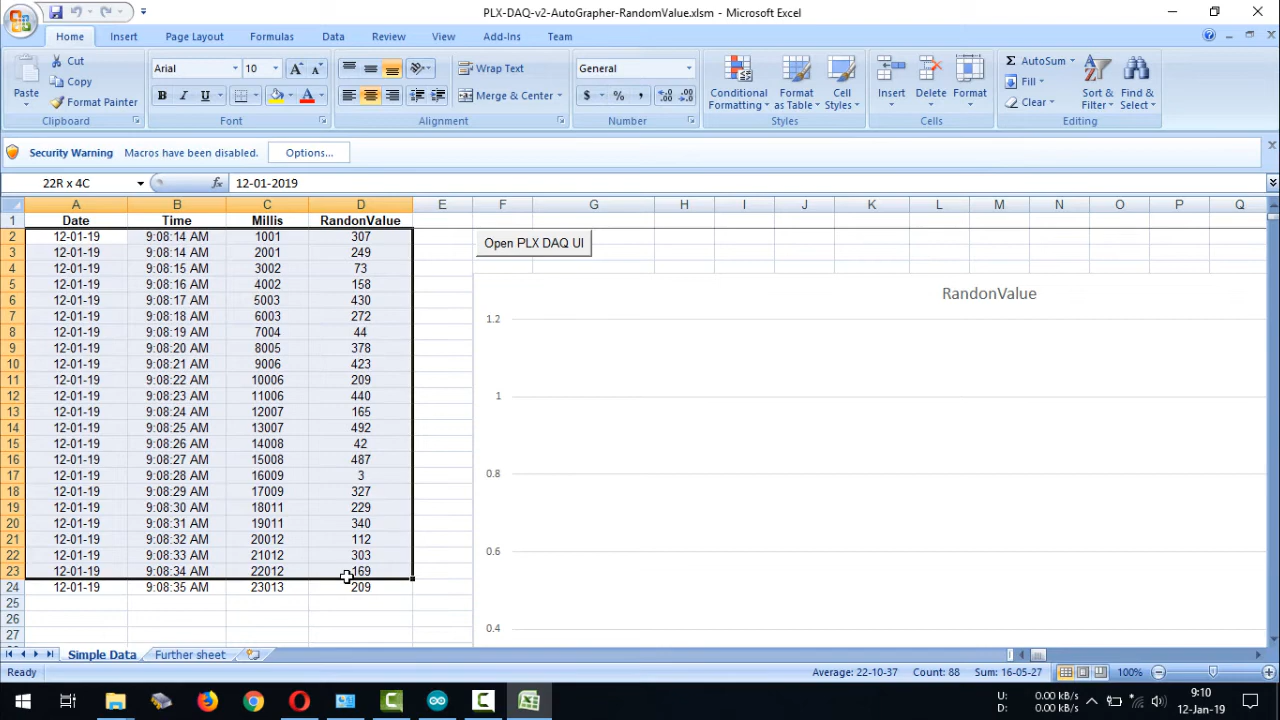 PLX-DAQ-v2-AutoGrapher-RandomValue.xlsm - Microsoft Excel
Home Insert Page Layout Formulas Data Review View Add-Ins Team
Paste Cut Copy Format Painter Clipboard
Arial 10 A A B I U A Font
Wrap Text Merge & Center Alignment
General $ % , Number
Conditional Formatting Format as Table Cell Styles Styles
Insert Delete Format Cells
Σ AutoSum Fill Clear Sort & Filter Find & Select Editing
Security Warning Macros have been disabled. Options...
22R x 4C fx 12-01-2019
A B C D E F G H I J K L M N O P Q
1 Date Time Millis RandonValue
2 12-01-19 9:08:14 AM 1001 307
3 12-01-19 9:08:14 AM 2001 249
4 12-01-19 9:08:15 AM 3002 73
5 12-01-19 9:08:16 AM 4002 158
6 12-01-19 9:08:17 AM 5003 430
7 12-01-19 9:08:18 AM 6003 272
8 12-01-19 9:08:19 AM 7004 44
9 12-01-19 9:08:20 AM 8005 378
10 12-01-19 9:08:21 AM 9006 423
11 12-01-19 9:08:22 AM 10006 209
12 12-01-19 9:08:23 AM 11006 440
13 12-01-19 9:08:24 AM 12007 165
14 12-01-19 9:08:25 AM 13007 492
15 12-01-19 9:08:26 AM 14008 42
16 12-01-19 9:08:27 AM 15008 487
17 12-01-19 9:08:28 AM 16009 3
18 12-01-19 9:08:29 AM 17009 327
19 12-01-19 9:08:30 AM 18011 229
20 12-01-19 9:08:31 AM 19011 340
21 12-01-19 9:08:32 AM 20012 112
22 12-01-19 9:08:33 AM 21012 303
23 12-01-19 9:08:34 AM 22012 169
24 12-01-19 9:08:35 AM 23013 209
25
26
27
Open PLX DAQ UI
RandonValue
1.2
1
0.8
0.6
0.4
Simple Data Further sheet
Ready Average: 22-10-37 Count: 88 Sum: 16-05-27 100%
U: 0.00 kB/s
D: 0.00 kB/s
9:10
12-Jan-19